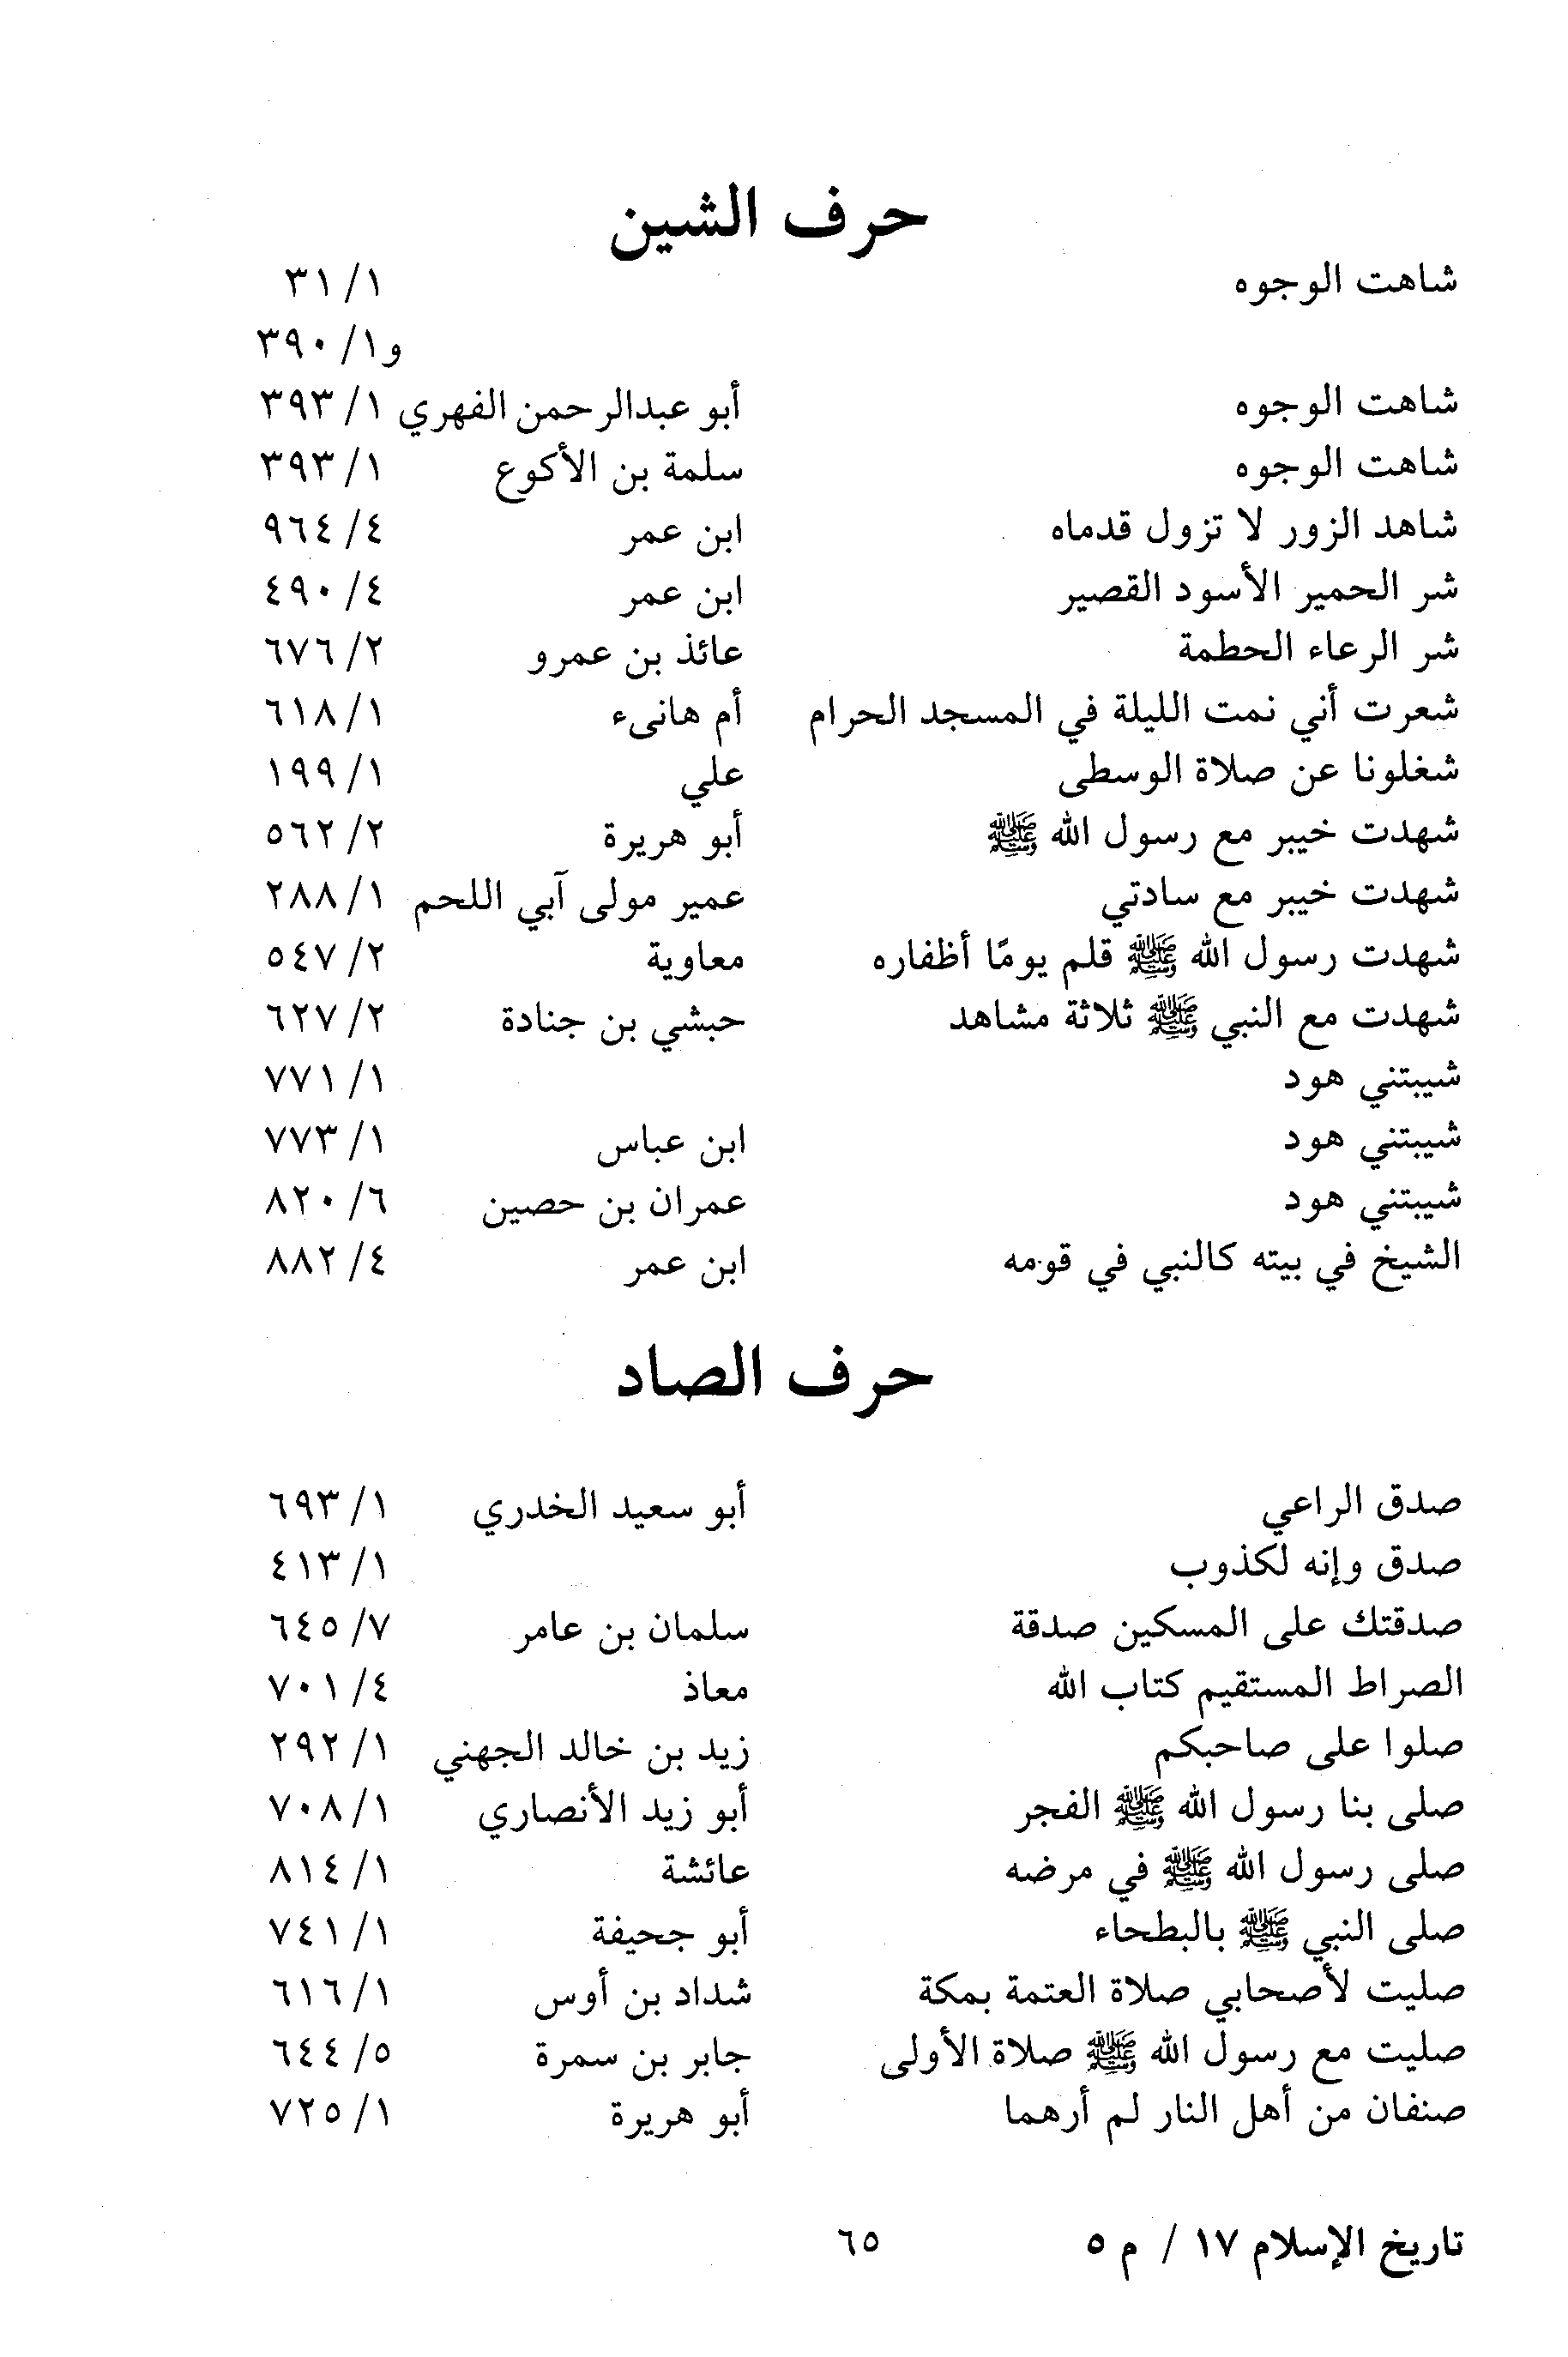 حرف الشين
شاهت الوجوه ١/ ٣١
و١/ ٣٩٠
شاهت الوجوه أبو عبدالرحمن الفهري ١/ ٣٩٣
شاهت الوجوه سلمة بن الأكوع ١/ ٣٩٣
شاهد الزور لا تزول قدماه ابن عمر ٤/ ٩٦٤
شر الحمير الأسود القصير ابن عمر ٤/ ٤٩٠
شر الرعاء الحطمة عائذ بن عمرو ٢/ ٦٧٦
شعرت أني نمت الليلة في المسجد الحرام أم هانىء ١/ ٦١٨
شغلونا عن صلاة الوسطى علي ١/ ١٩٩
شهدت خيبر مع رسول الله ﷺ أبو هريرة ٢/ ٥٦٢
شهدت خيبر مع سادتي عمير مولى آبي اللحم ١/ ٢٨٨
شهدت رسول الله ﷺ قلم يومًا أظفاره معاوية ٢/ ٥٤٧
شهدت مع النبي ﷺ ثلاثة مشاهد حبشي بن جنادة ٢/ ٦٢٧
شيبتني هود ١/ ٧٧١
شيبتني هود ابن عباس ١/ ٧٧٣
شيبتني هود عمران بن حصين ٦/ ٨٢٠
الشيخ في بيته كالنبي في قومه ابن عمر ٤/ ٨٨٢
حرف الصاد
صدق الراعي أبو سعيد الخدري ١/ ٦٩٣
صدق وإنه لكذوب ١/ ٤١٣
صدقتك على المسكين صدقة سلمان بن عامر ٧/ ٦٤٥
الصراط المستقيم كتاب الله معاذ ٤/ ٧٠١
صلوا على صاحبكم زيد بن خالد الجهني ١/ ٢٩٢
صلى بنا رسول الله ﷺ الفجر أبو زيد الأنصاري ١/ ٧٠٨
صلى رسول الله ﷺ في مرضه عائشة ١/ ٨١٤
صلى النبي ﷺ بالبطحاء أبو جحيفة ١/ ٧٤١
صليت لأصحابي صلاة العتمة بمكة شداد بن أوس ١/ ٦١٦
صليت مع رسول الله ﷺ صلاة الأولى جابر بن سمرة ٥/ ٦٤٤
صنفان من أهل النار لم أرهما أبو هريرة ١/ ٧٢٥
تاريخ الإسلام ١٧ / م ٥ ٦٥